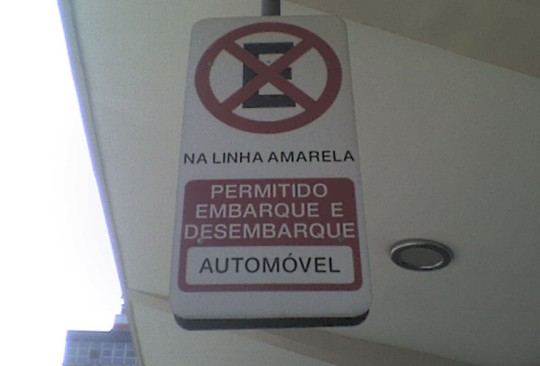 E
NA LINHA AMARELA
PERMITIDO
EMBARQUE E
DESEMBARQUE
AUTOMÓVEL